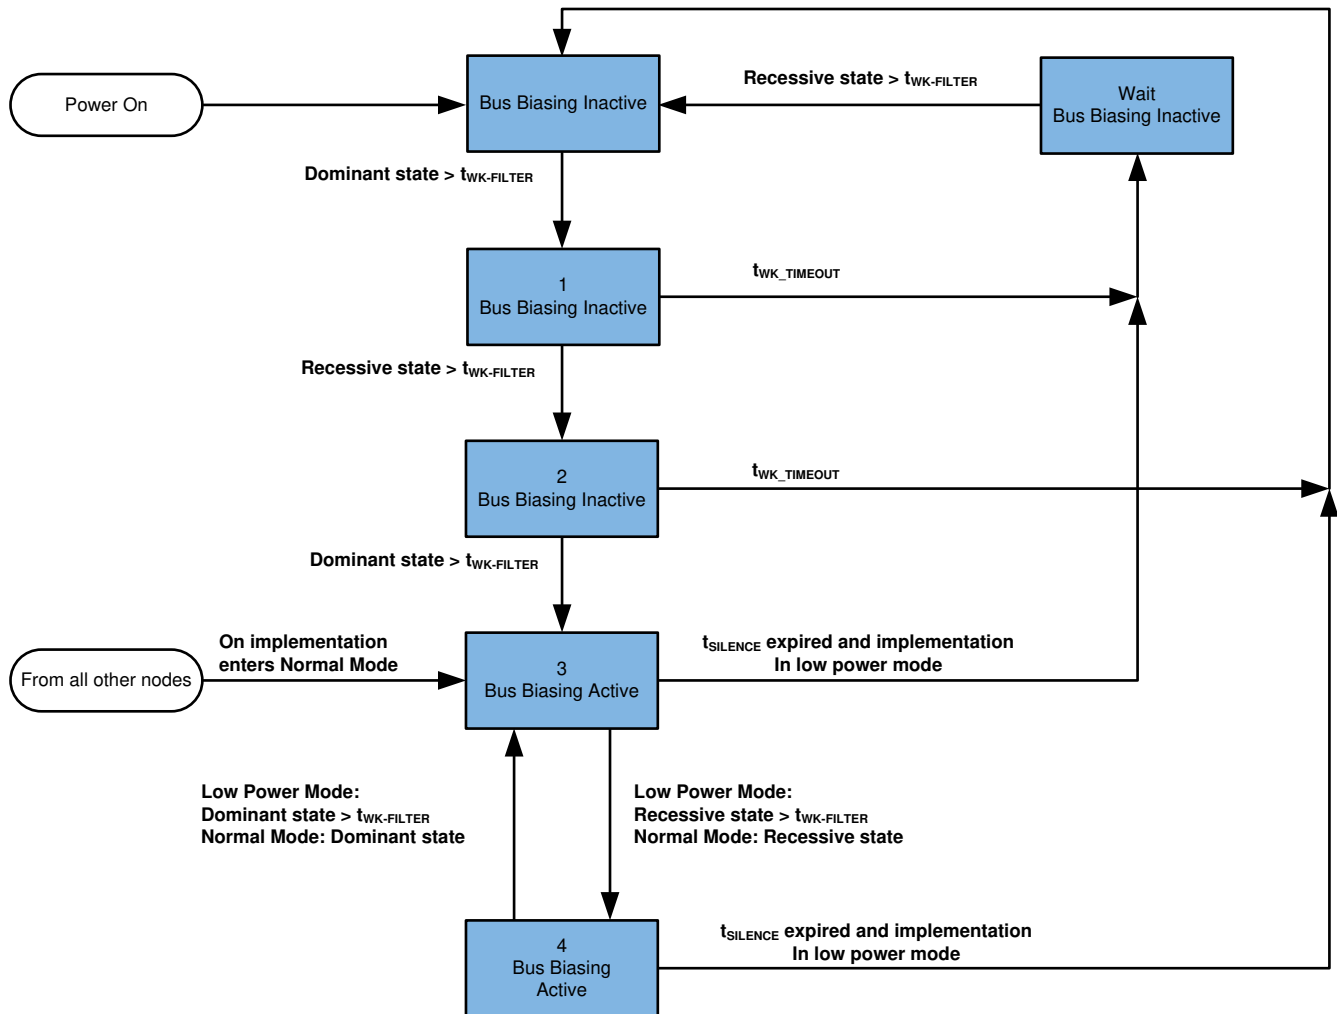 Power On
Bus Biasing Inactive
Recessive state > tWK-FILTER
Wait
Bus Biasing Inactive
Dominant state > tWK-FILTER
1
Bus Biasing Inactive
tWK_TIMEOUT
Recessive state > tWK-FILTER
2
Bus Biasing Inactive
tWK_TIMEOUT
Dominant state > tWK-FILTER
From all other nodes
On implementation
enters Normal Mode
3
Bus Biasing Active
tSILENCE expired and implementation
In low power mode
Low Power Mode:
Dominant state > tWK-FILTER
Normal Mode: Dominant state
Low Power Mode:
Recessive state > tWK-FILTER
Normal Mode: Recessive state
4
Bus Biasing
Active
tSILENCE expired and implementation
In low power mode